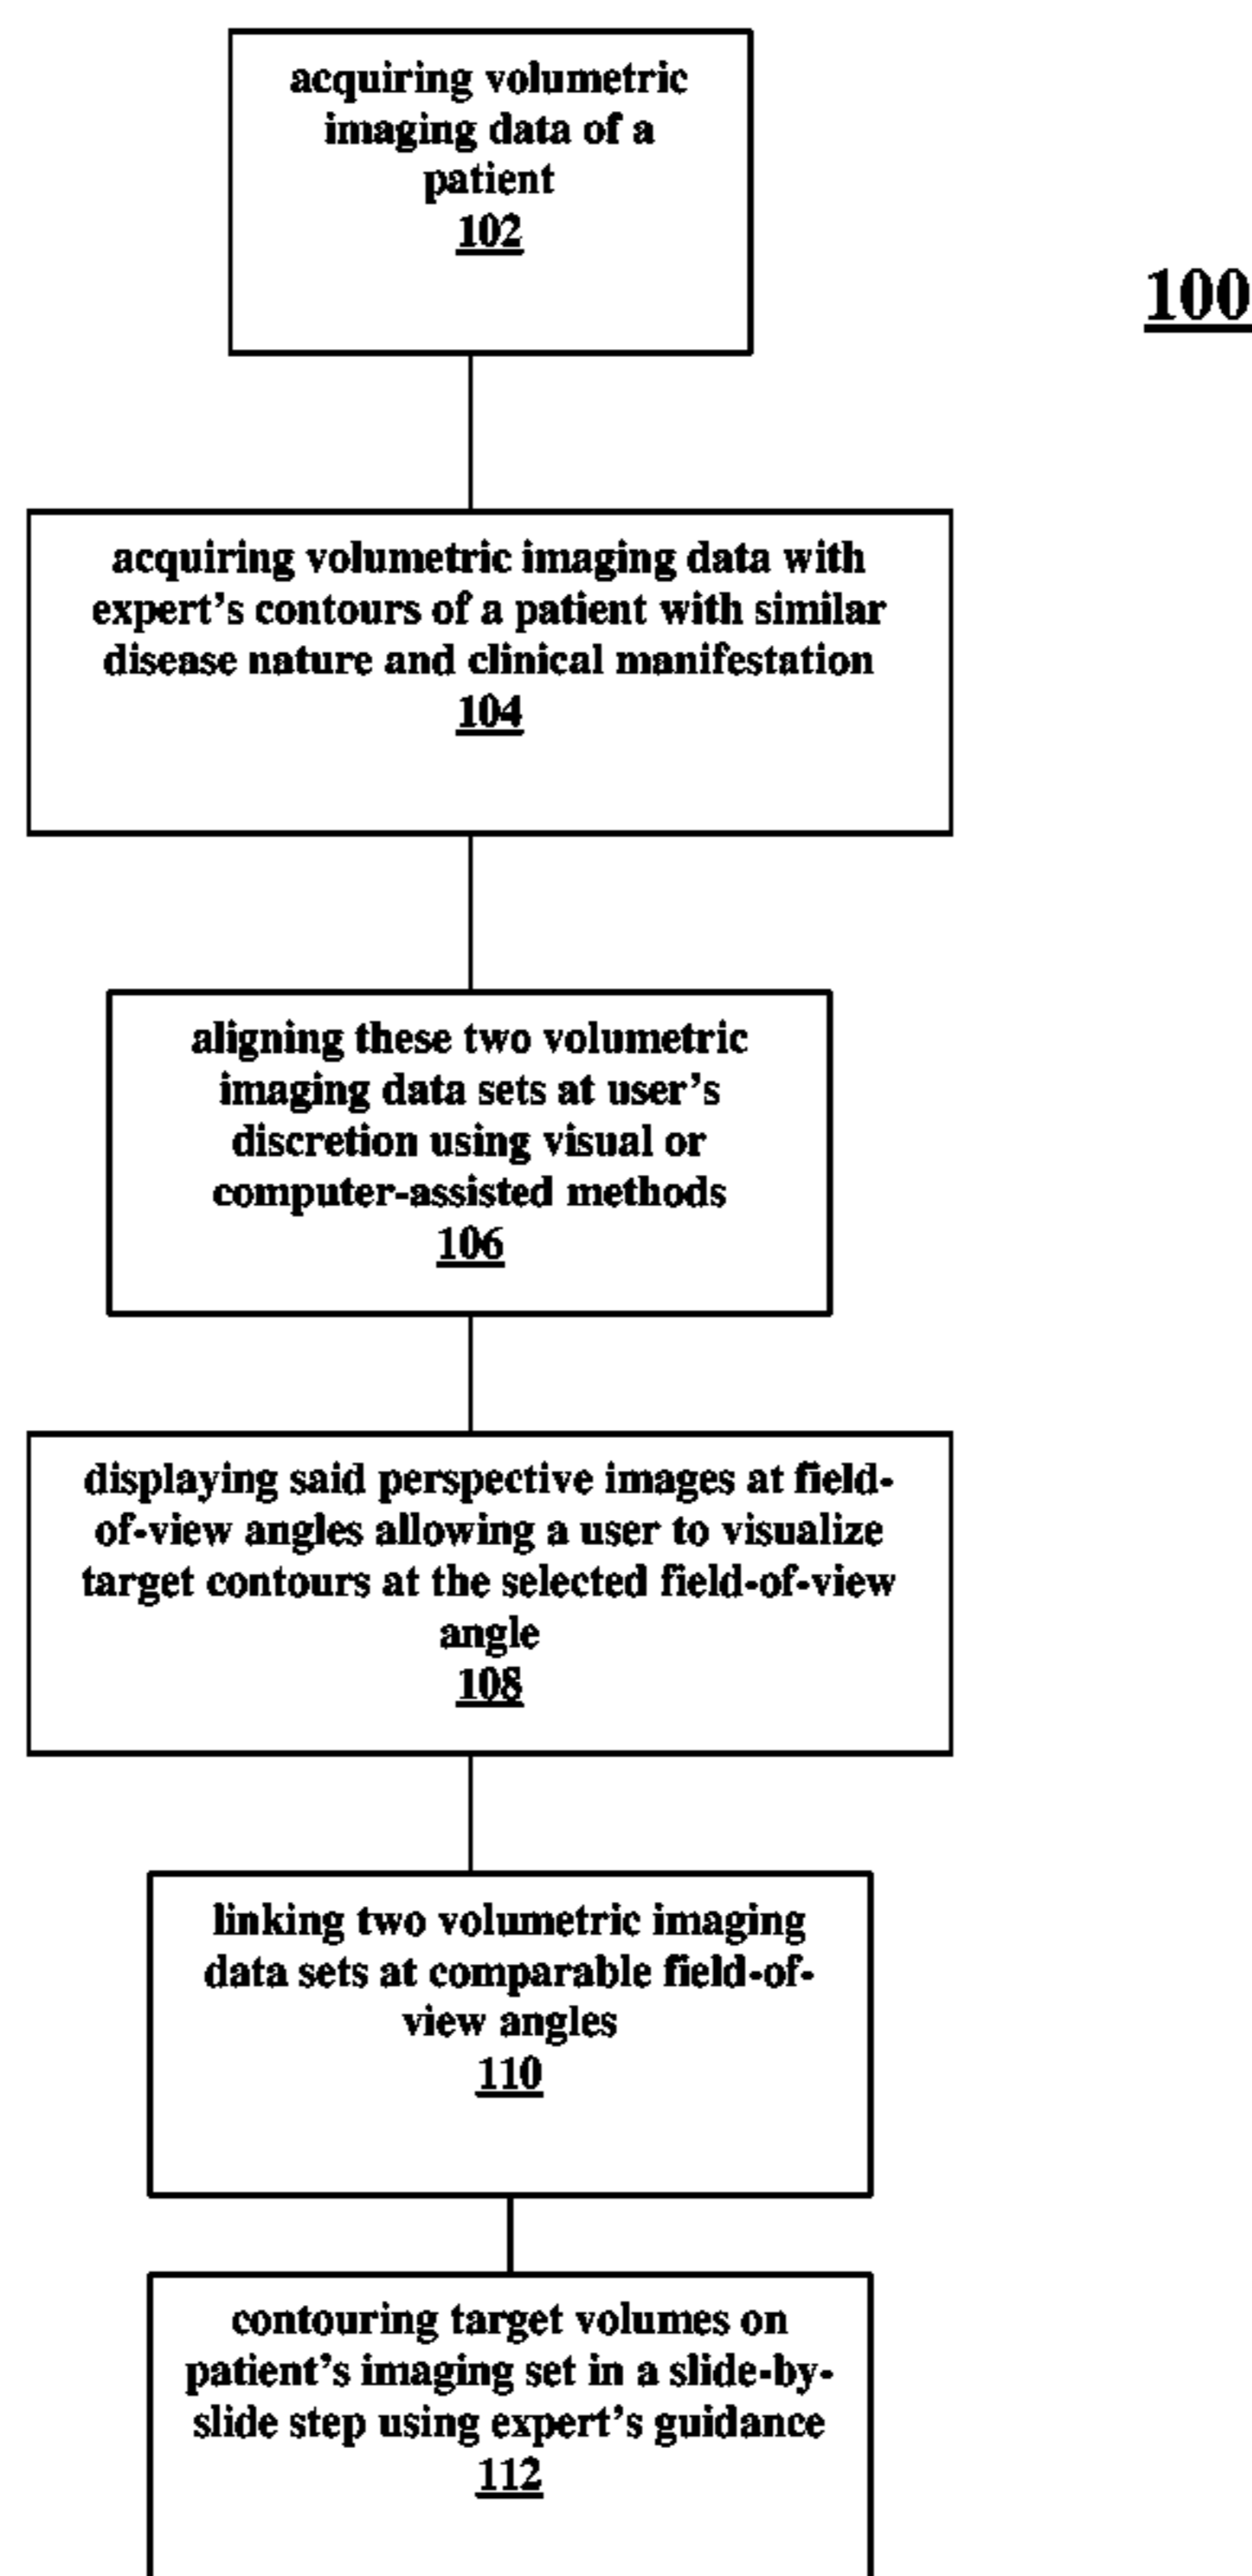 acquiring volumetric
imaging data of a
patient
102
100
acquiring volumetric imaging data with
expert's contours of a patient with similar
disease nature and clinical manifestation
104
aligning these two volumetric
imaging data sets at user's
discretion using visual or
computer-assisted methods
106
displaying said perspective images at field-
of-view angles allowing a user to visualize
target contours at the selected field-of-view
angle
108
linking two volumetric imaging
data sets at comparable field-of-
view angles
110
contouring target volumes on
patient's imaging set in a slide-by-
slide step using expert's guidance
112